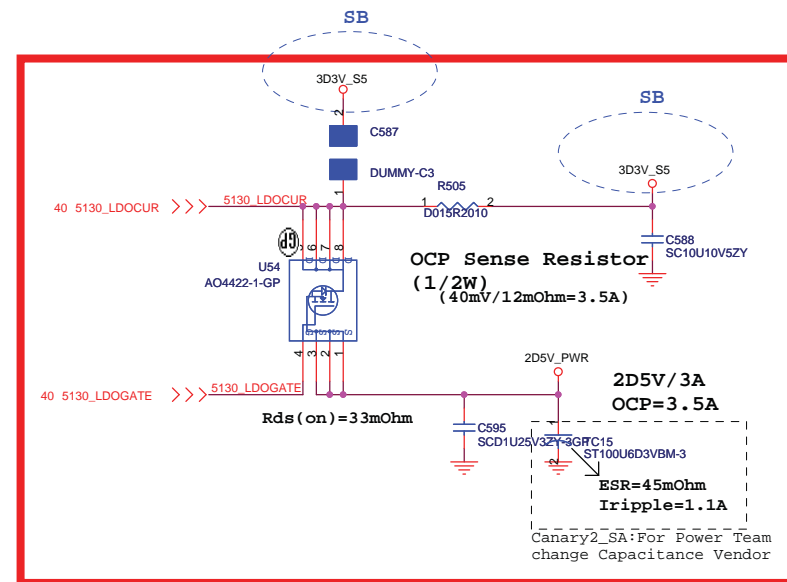 SB
3D3V_S5
2
C587
DUMMY-C3
1
SB
3D3V_S5
40 5130_LDOCUR
5130_LDOCUR
R505
1
2
D015R2010
C588
SC10U10V5ZY
GP
5
6
7
8
D
D
D
D
U54
AO4422-1-GP
OCP Sense Resistor
(1/2W)
(40mV/12mOhm=3.5A)
G
S
S
S
4
3
2
1
40 5130_LDOGATE
5130_LDOGATE
Rds(on)=33mOhm
2D5V_PWR
2D5V/3A
OCP=3.5A
C595
SCD1U25V3ZY-3GP
1
TC15
ST100U6D3VBM-3
2
ESR=45mOhm
Iripple=1.1A
Canary2_SA:For Power Team
change Capacitance Vendor